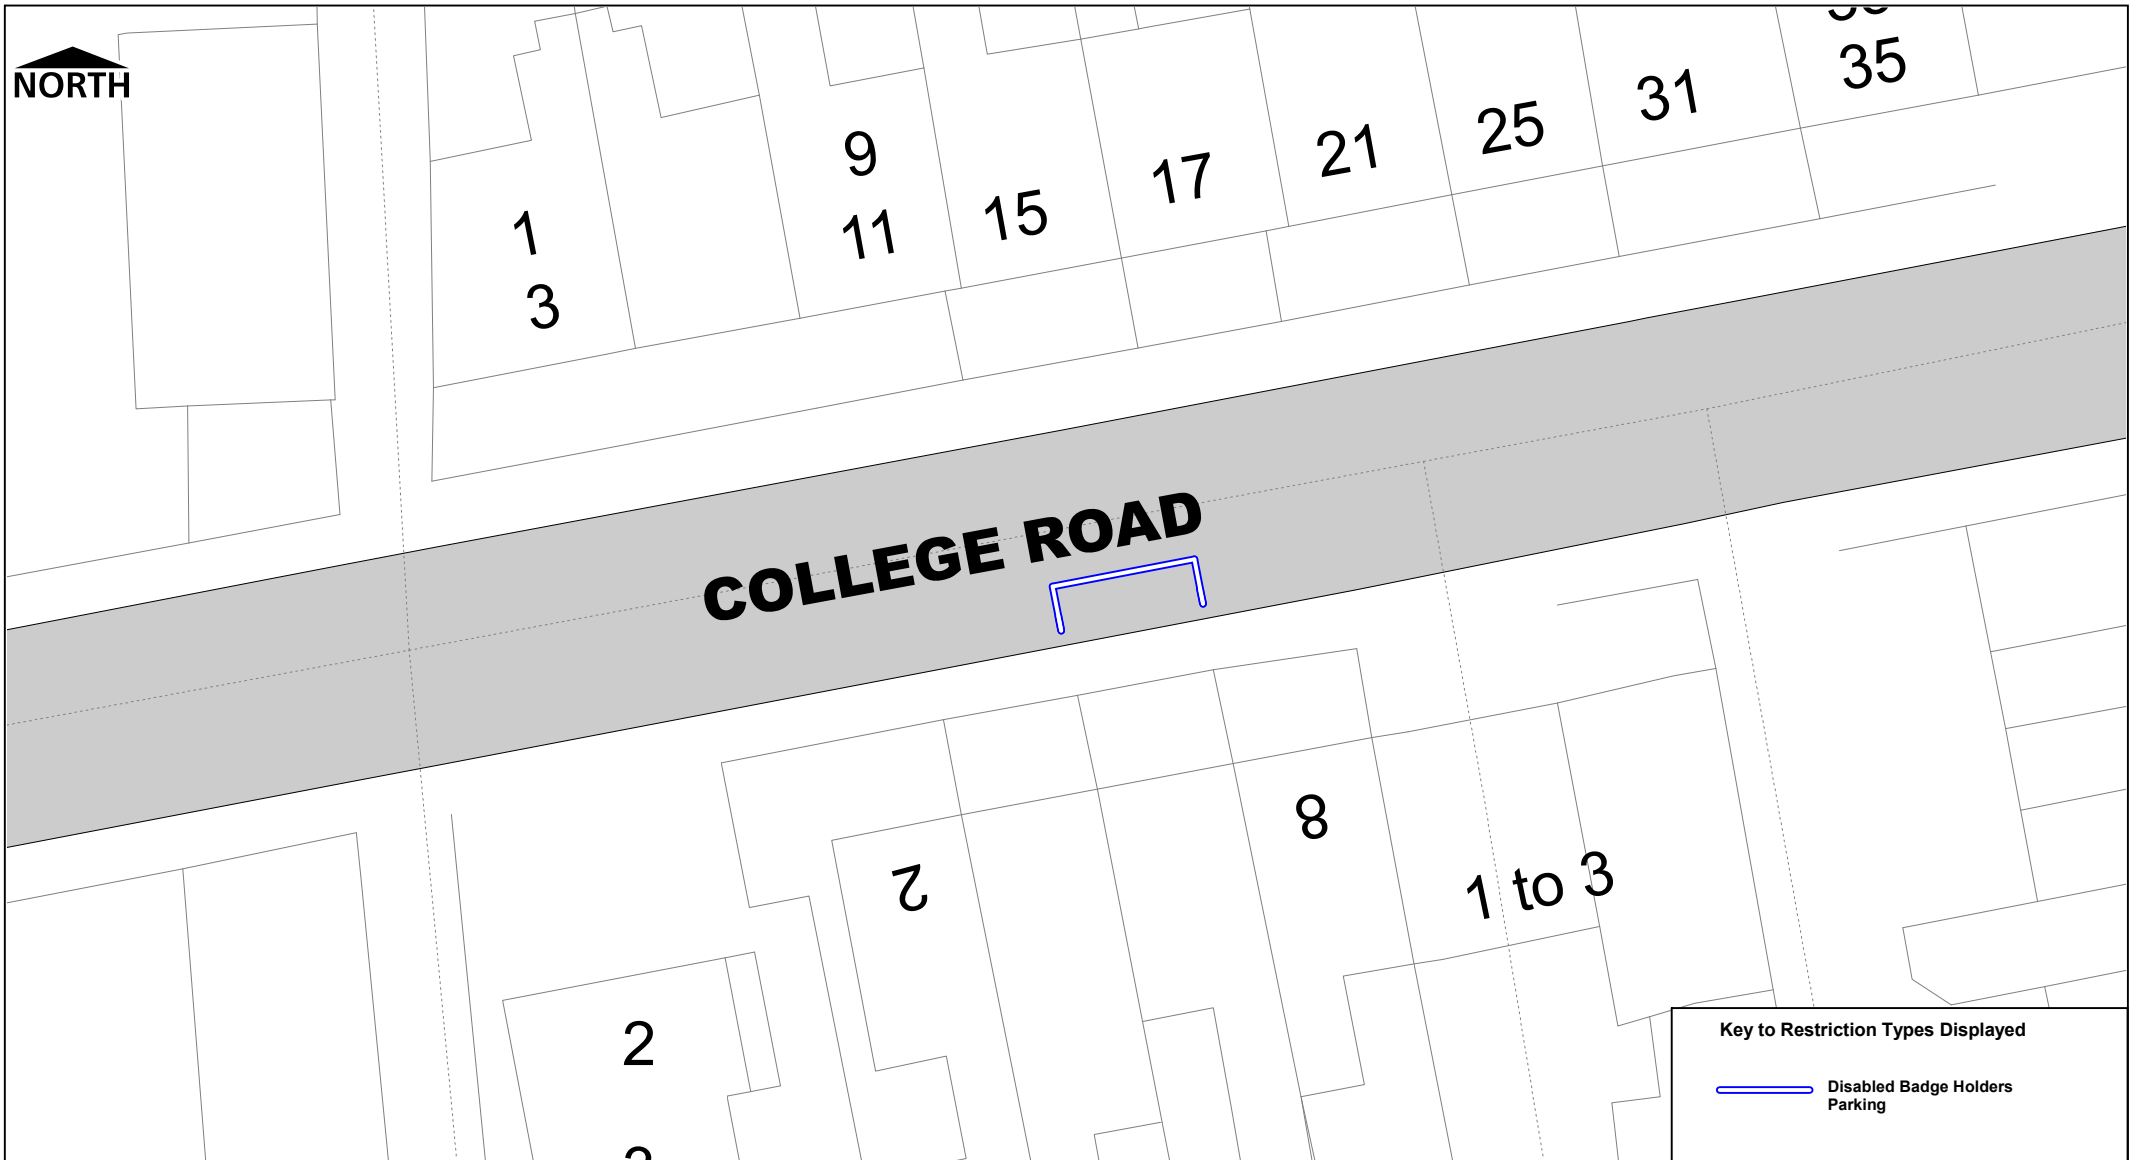 NORTH
35
31
25
21
17
15
9
11
1
3
COLLEGE ROAD
8
2
1 to 3
2
Key to Restriction Types Displayed
Disabled Badge Holders
Parking